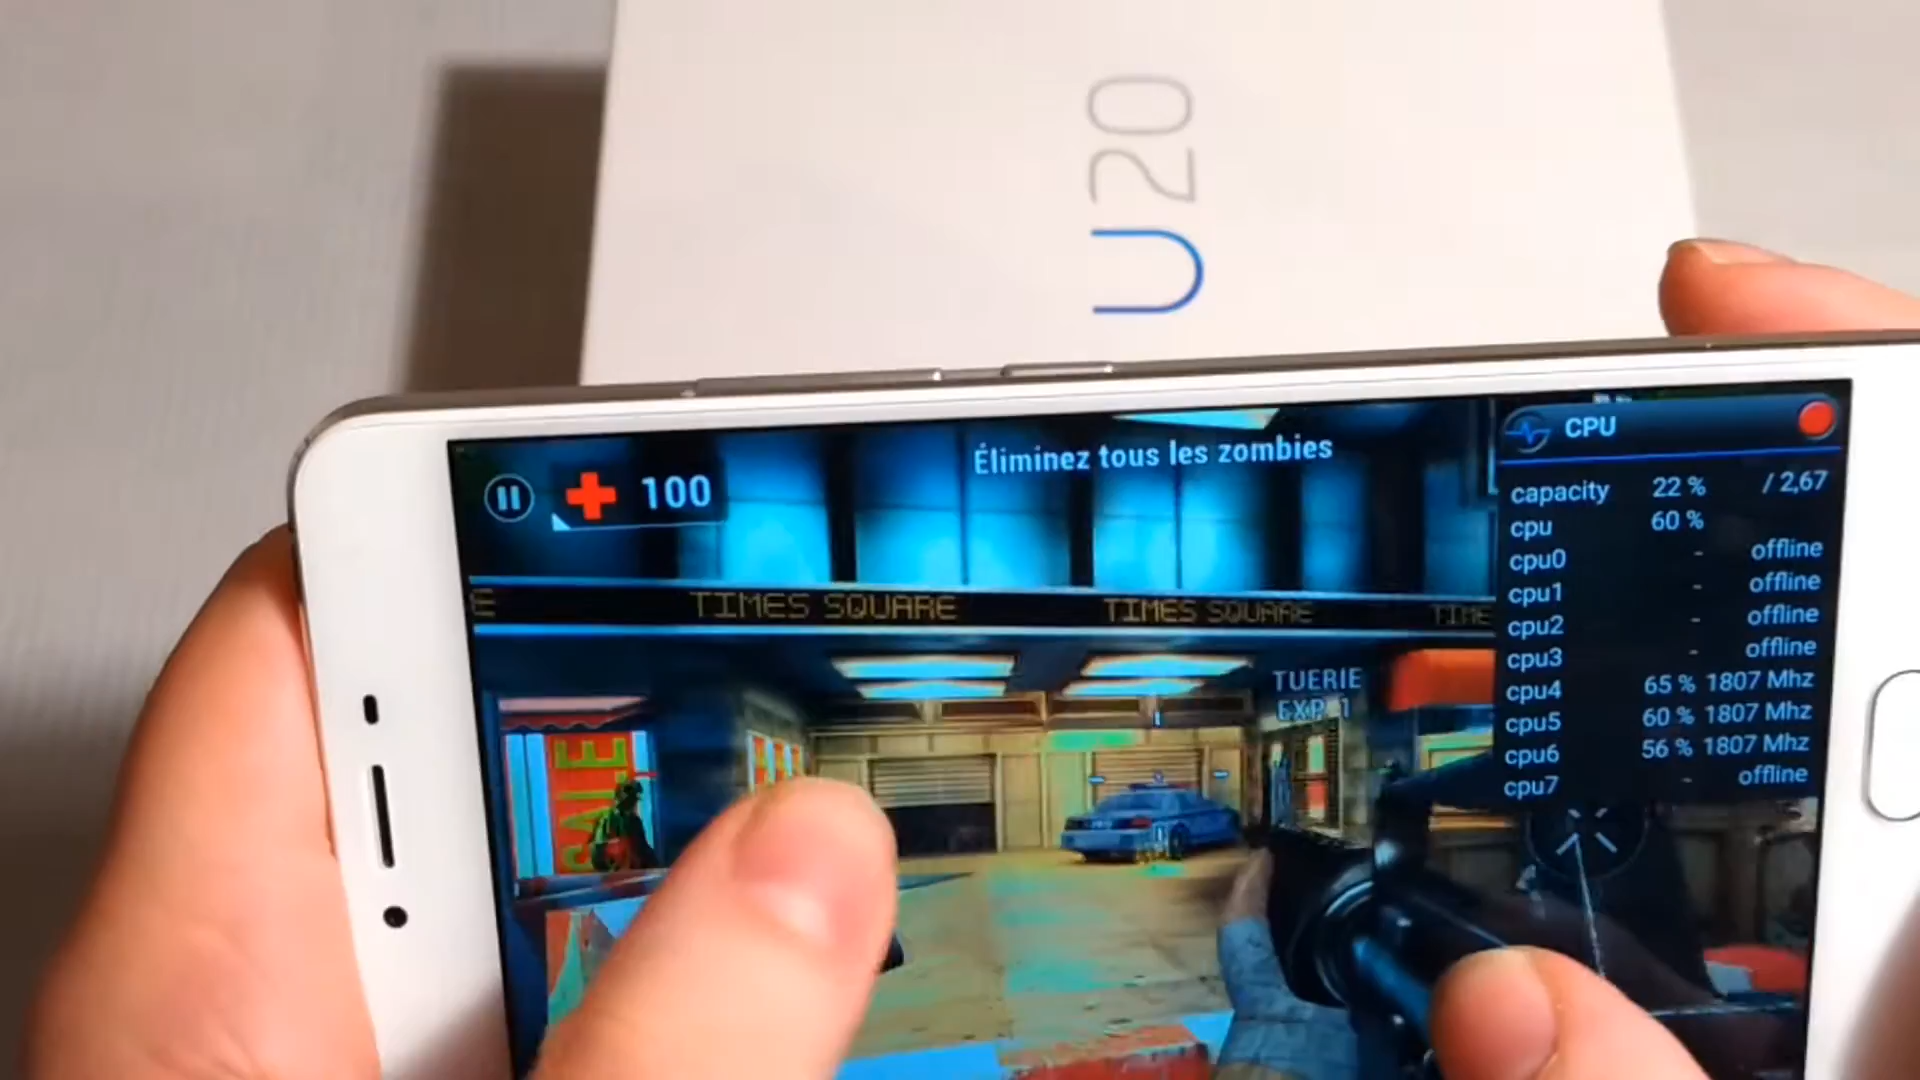 U20
Éliminez tous les zombies
100
CPU
capacity 22 % / 2,67
cpu 60 %
cpu0 - offline
cpu1 - offline
cpu2 - offline
cpu3 - offline
cpu4 65 % 1807 Mhz
cpu5 60 % 1807 Mhz
cpu6 56 % 1807 Mhz
cpu7 - offline
E TIMES SQUARE TIMES SQUARE TIME
TUERIE
EXP 1
SALE